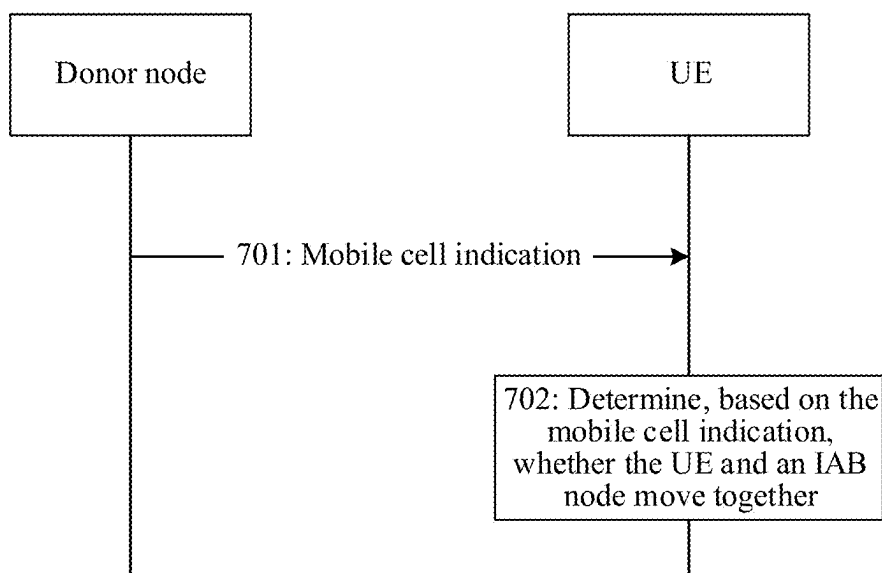 Donor node
UE
701: Mobile cell indication
702: Determine, based on the
mobile cell indication,
whether the UE and an IAB
node move together